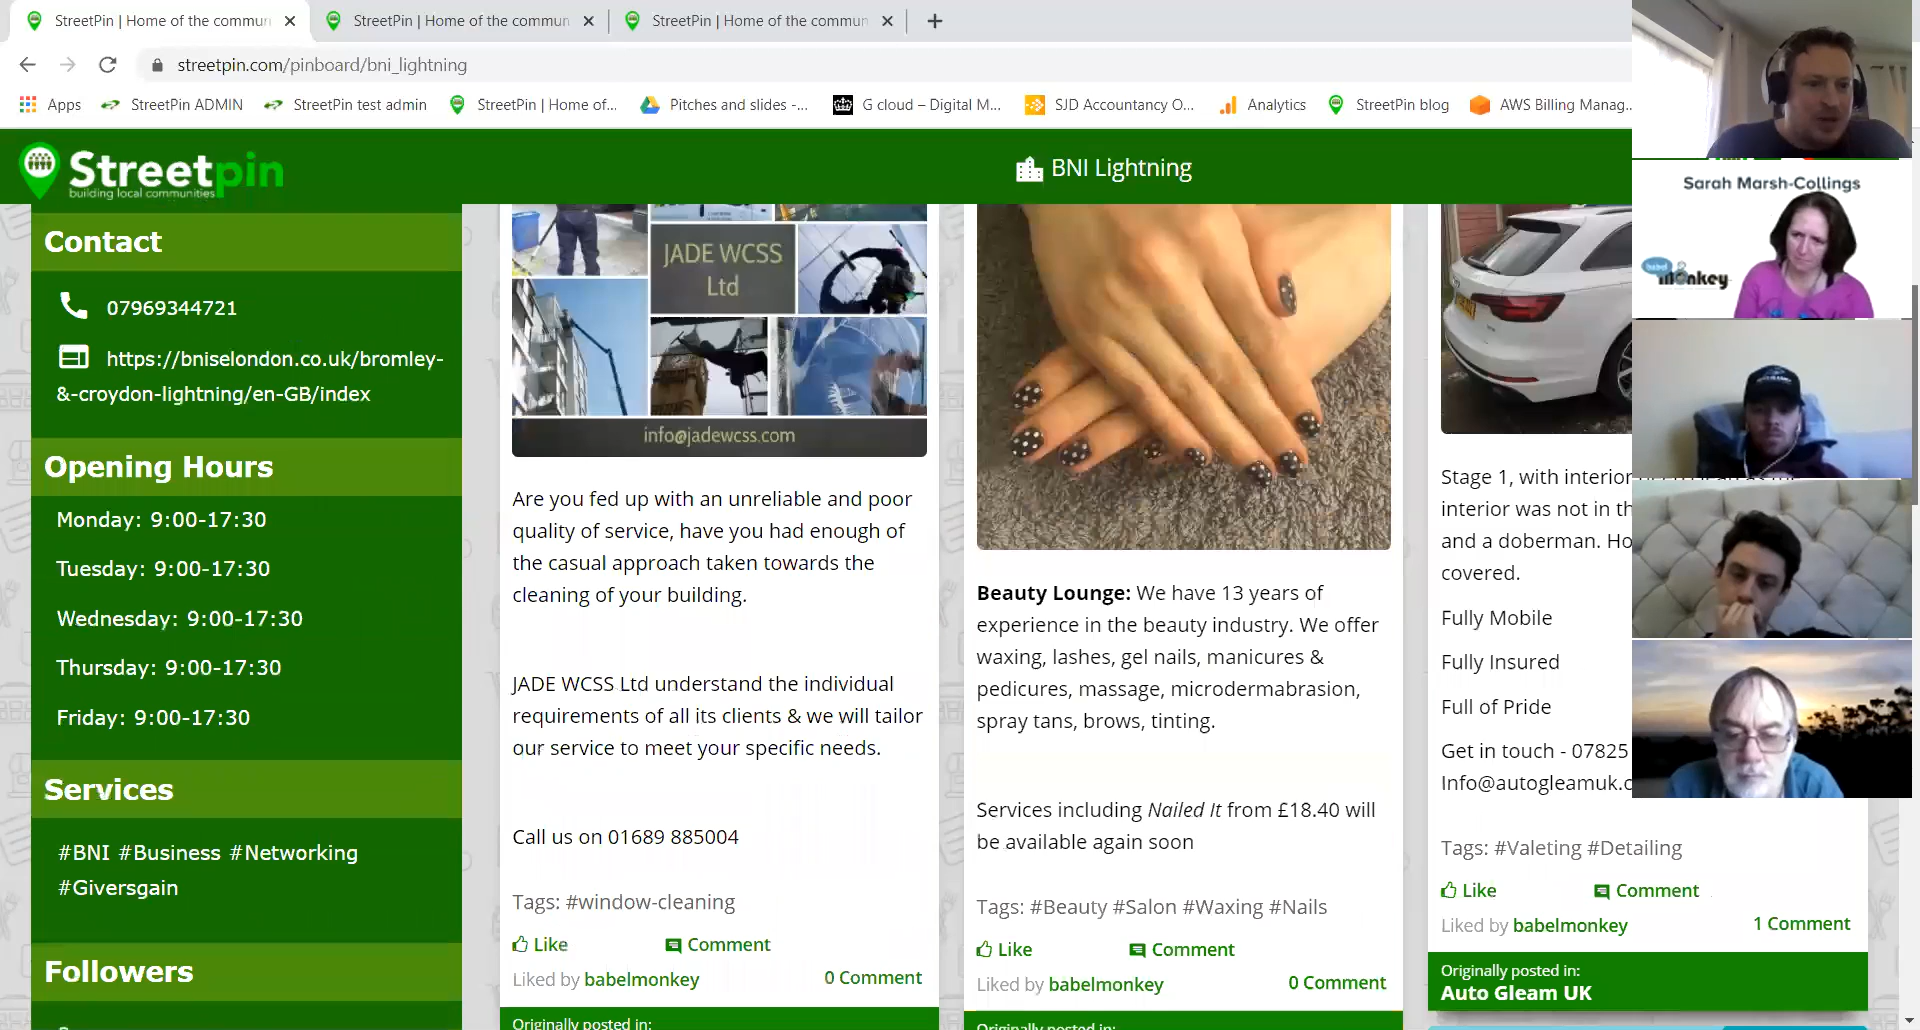 StreetPin | Home of the commun
StreetPin | Home of the commun
StreetPin | Home of the commun
streetpin.com/pinboard/bni_lightning
Apps
StreetPin ADMIN
StreetPin test admin
StreetPin | Home of...
Pitches and slides -...
G cloud – Digital M...
SJD Accountancy O...
Analytics
StreetPin blog
AWS Billing Manag...
Streetpin
building local communities
BNI Lightning
Contact
07969344721
https://bniselondon.co.uk/bromley-
&-croydon-lightning/en-GB/index
Opening Hours
Monday: 9:00-17:30
Tuesday: 9:00-17:30
Wednesday: 9:00-17:30
Thursday: 9:00-17:30
Friday: 9:00-17:30
Services
#BNI #Business #Networking
#Giversgain
Followers
JADE WCSS
Ltd
info@jadewcss.com
Are you fed up with an unreliable and poor
quality of service, have you had enough of
the casual approach taken towards the
cleaning of your building.
JADE WCSS Ltd understand the individual
requirements of all its clients & we will tailor
our service to meet your specific needs.
Call us on 01689 885004
Tags: #window-cleaning
Like
Comment
Liked by babelmonkey
0 Comment
Originally posted in:
Beauty Lounge: We have 13 years of
experience in the beauty industry. We offer
waxing, lashes, gel nails, manicures &
pedicures, massage, microdermabrasion,
spray tans, brows, tinting.
Services including Nailed It from £18.40 will
be available again soon
Tags: #Beauty #Salon #Waxing #Nails
Like
Comment
Liked by babelmonkey
0 Comment
Originally posted in:
Stage 1, with interior
interior was not in th
and a doberman. Ho
covered.
Fully Mobile
Fully Insured
Full of Pride
Get in touch - 07825
Info@autogleamuk.c
Tags: #Valeting #Detailing
Like
Comment
Liked by babelmonkey
1 Comment
Originally posted in:
Auto Gleam UK
Sarah Marsh-Collings
babel
monkey